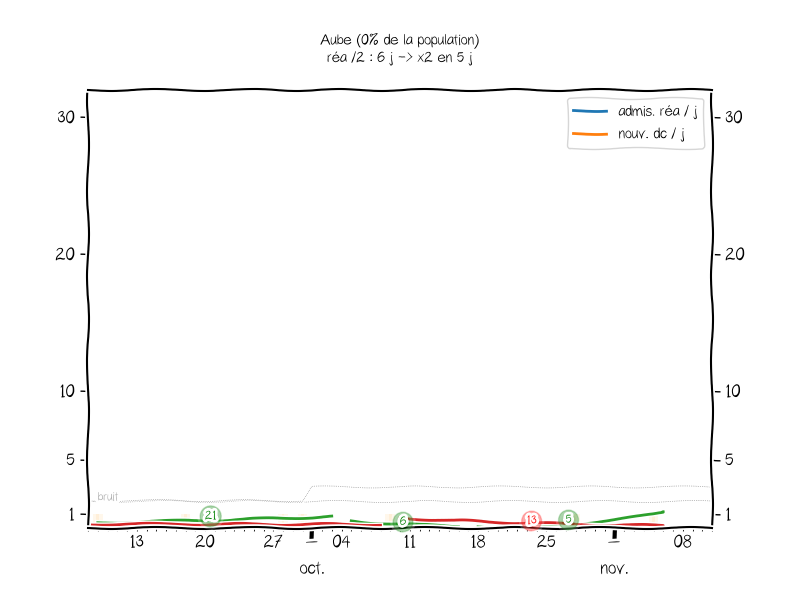 Aube (0% de la population)
réa /2 : 6 j -> x2 en 5 j
admis. réa / j
nouv. dc / j
30 30
20 20
10 10
5 5
bruit
1 1
21 6 13 5
13 20 27 04 11 18 25 08
oct. nov.